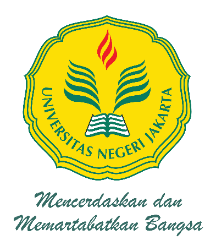 UNIVERSITAS NEGERI JAKARTA
Mencerdaskan dan
Memartabatkan Bangsa